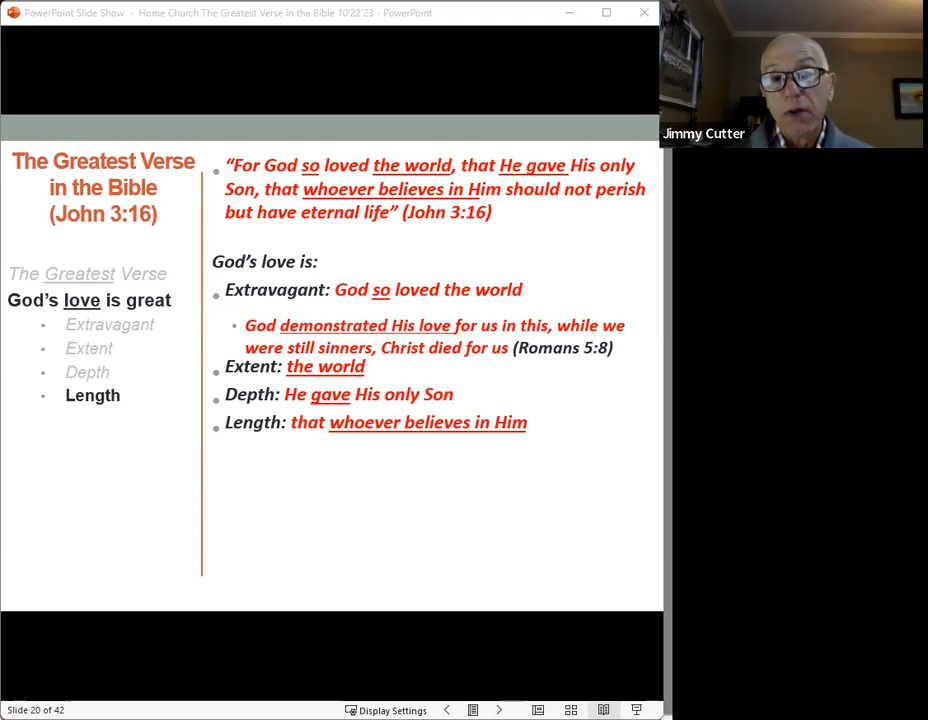 PowerPoint Slide Show - Home Church The Greatest Verse in the Bible 10'22'23 - PowerPoint
Jimmy Cutter
The Greatest Verse
in the Bible
(John 3:16)
The Greatest Verse
God's love is great
• Extravagant
• Extent
• Depth
• Length
• “For God so loved the world, that He gave His only
Son, that whoever believes in Him should not perish
but have eternal life” (John 3:16)
God's love is:
• Extravagant: God so loved the world
• God demonstrated His love for us in this, while we
were still sinners, Christ died for us (Romans 5:8)
• Extent: the world
• Depth: He gave His only Son
• Length: that whoever believes in Him
Slide 20 of 42
Display Settings